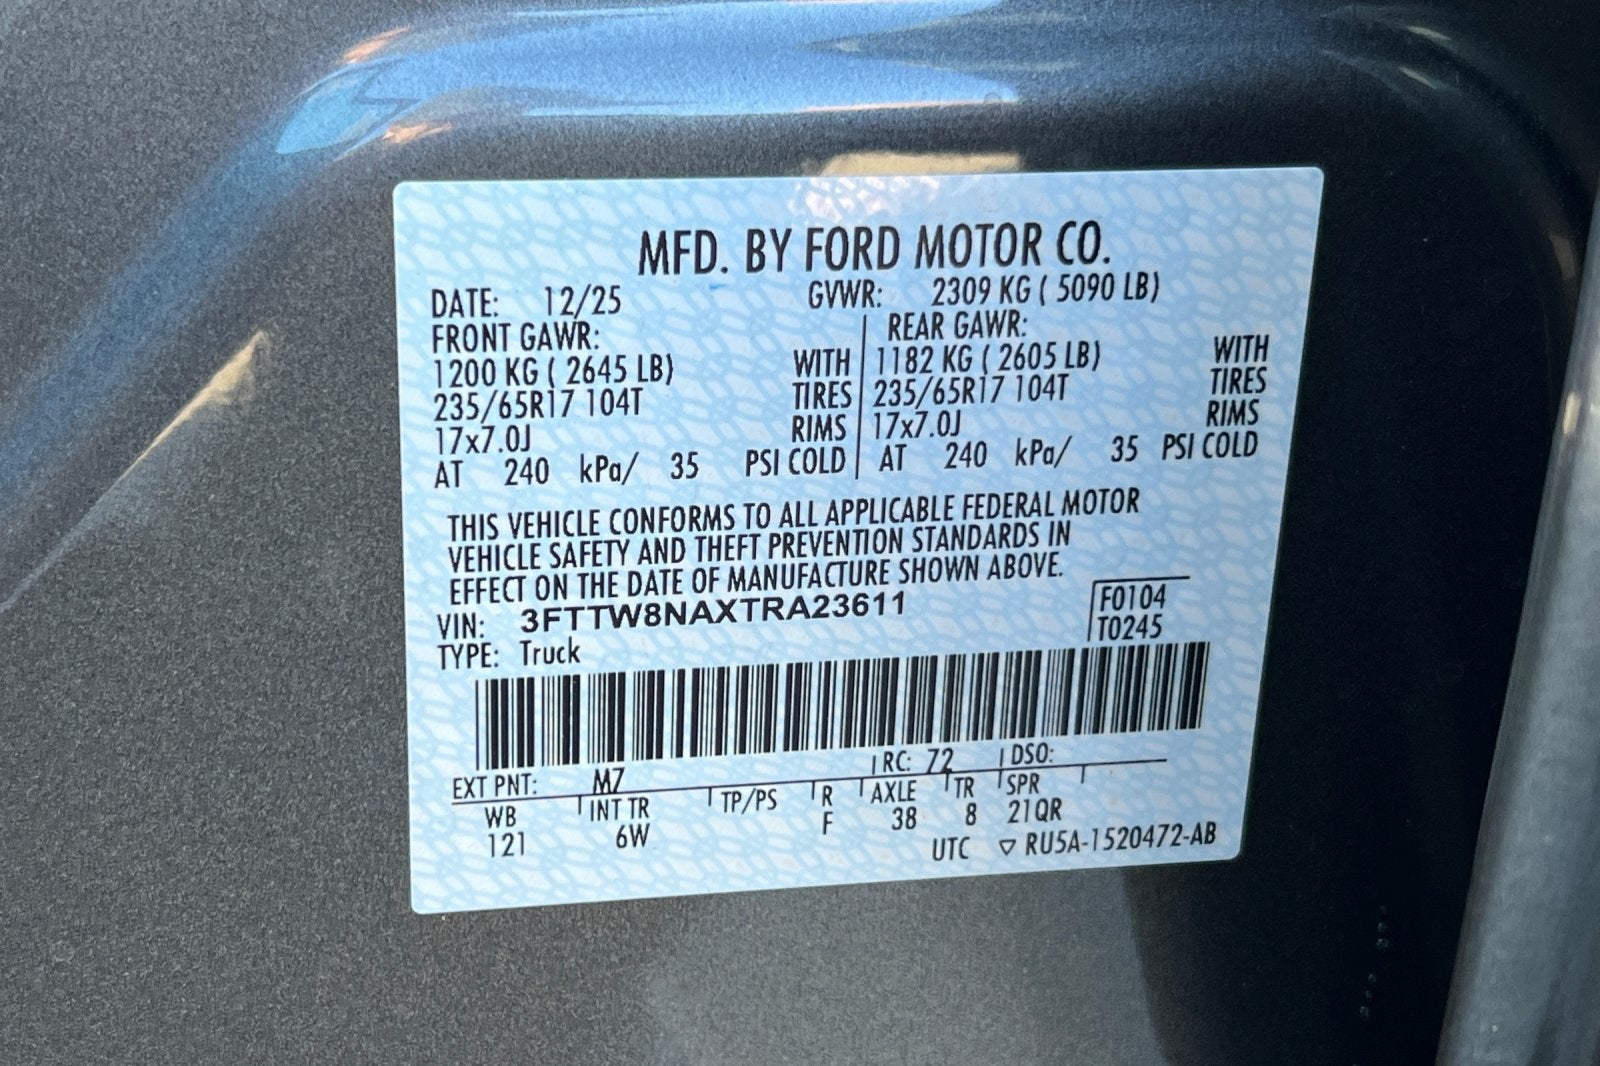 MFD. BY FORD MOTOR CO.
DATE: 12/25 GVWR: 2309 KG ( 5090 LB)
FRONT GAWR: REAR GAWR:
1200 KG ( 2645 LB) WITH 1182 KG ( 2605 LB) WITH
235/65R17 104T TIRES 235/65R17 104T TIRES
17x7.0J RIMS 17x7.0J RIMS
AT 240 kPa/ 35 PSI COLD AT 240 kPa/ 35 PSI COLD
THIS VEHICLE CONFORMS TO ALL APPLICABLE FEDERAL MOTOR
VEHICLE SAFETY AND THEFT PREVENTION STANDARDS IN
EFFECT ON THE DATE OF MANUFACTURE SHOWN ABOVE.
VIN: 3FTTW8NAXTRA23611 F0104
TYPE: Truck T0245
EXT PNT: M7 RC: 72 DSO:
WB INT TR TP/PS R AXLE TR SPR
121 6W F 38 8 21QR
UTC ▽ RU5A-1520472-AB